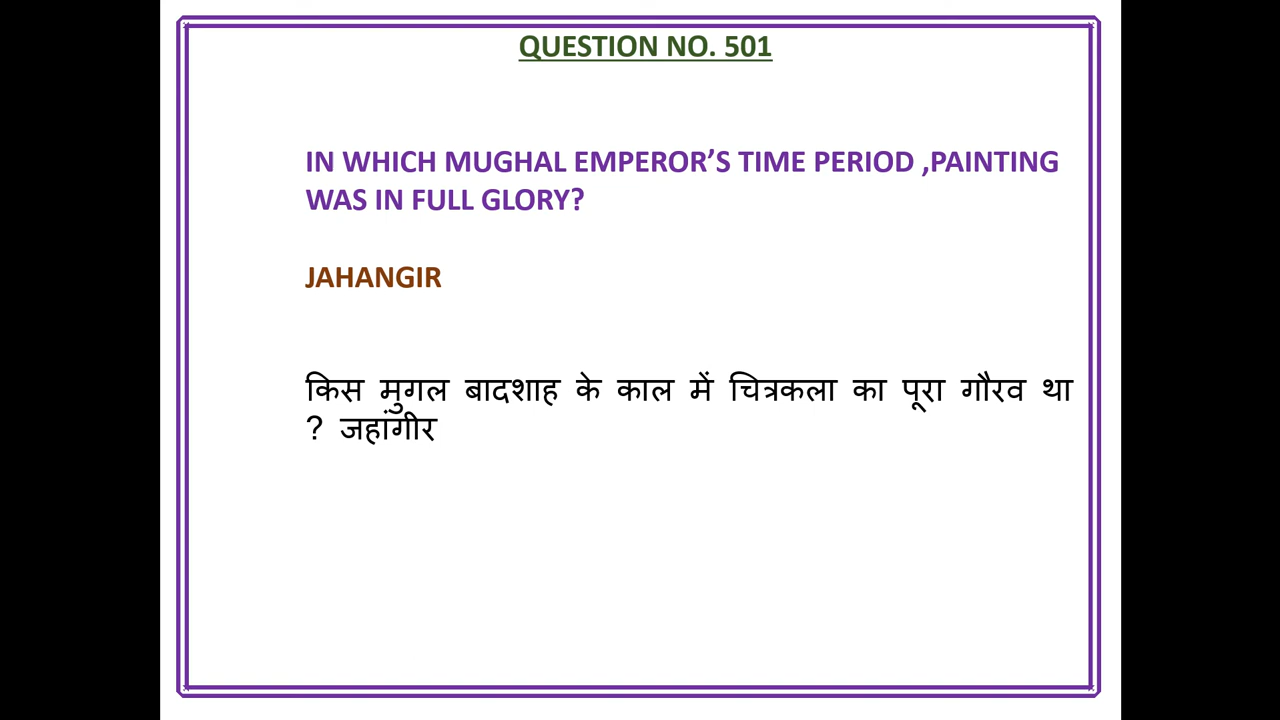 QUESTION NO. 501
IN WHICH MUGHAL EMPEROR’S TIME PERIOD ,PAINTING
WAS IN FULL GLORY?
JAHANGIR
किस मुगल बादशाह के काल में चित्रकला का पूरा गौरव था
? जहांगीर